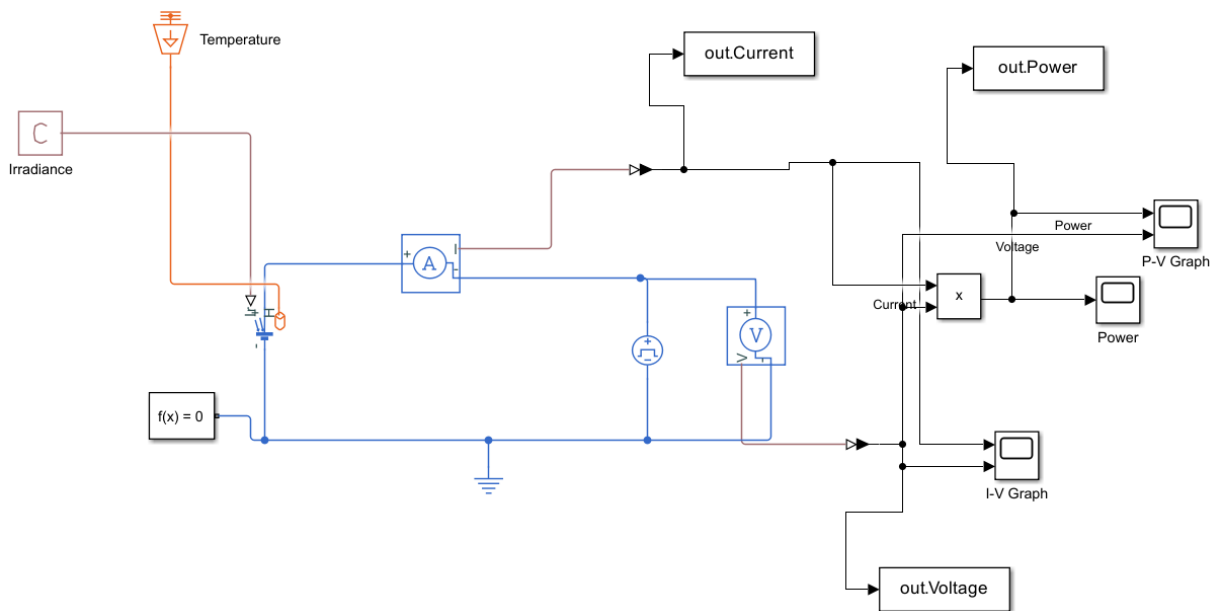 Temperature
out.Current
out.Power
C
Irradiance
+
A
I
-
Power
Voltage
P-V Graph
H
+
-
x
Current
Power
+
-
+
V
V
-
f(x) = 0
I-V Graph
out.Voltage